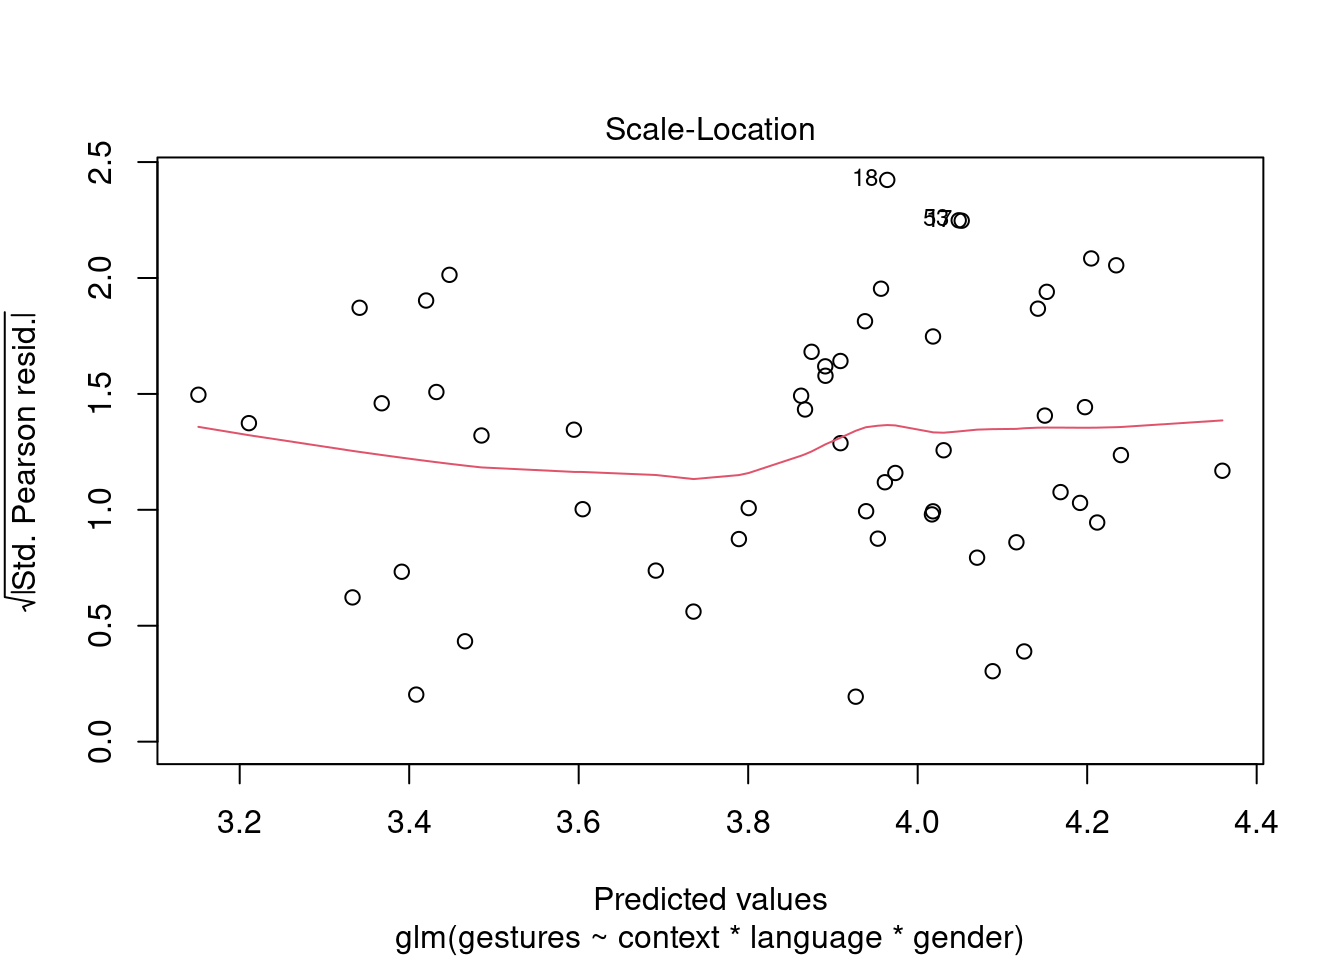 Scale-Location
√|Std. Pearson resid.|
2.5
2.0
1.5
1.0
0.5
0.0
18
53
17
3.2 3.4 3.6 3.8 4.0 4.2 4.4
Predicted values
glm(gestures ~ context * language * gender)